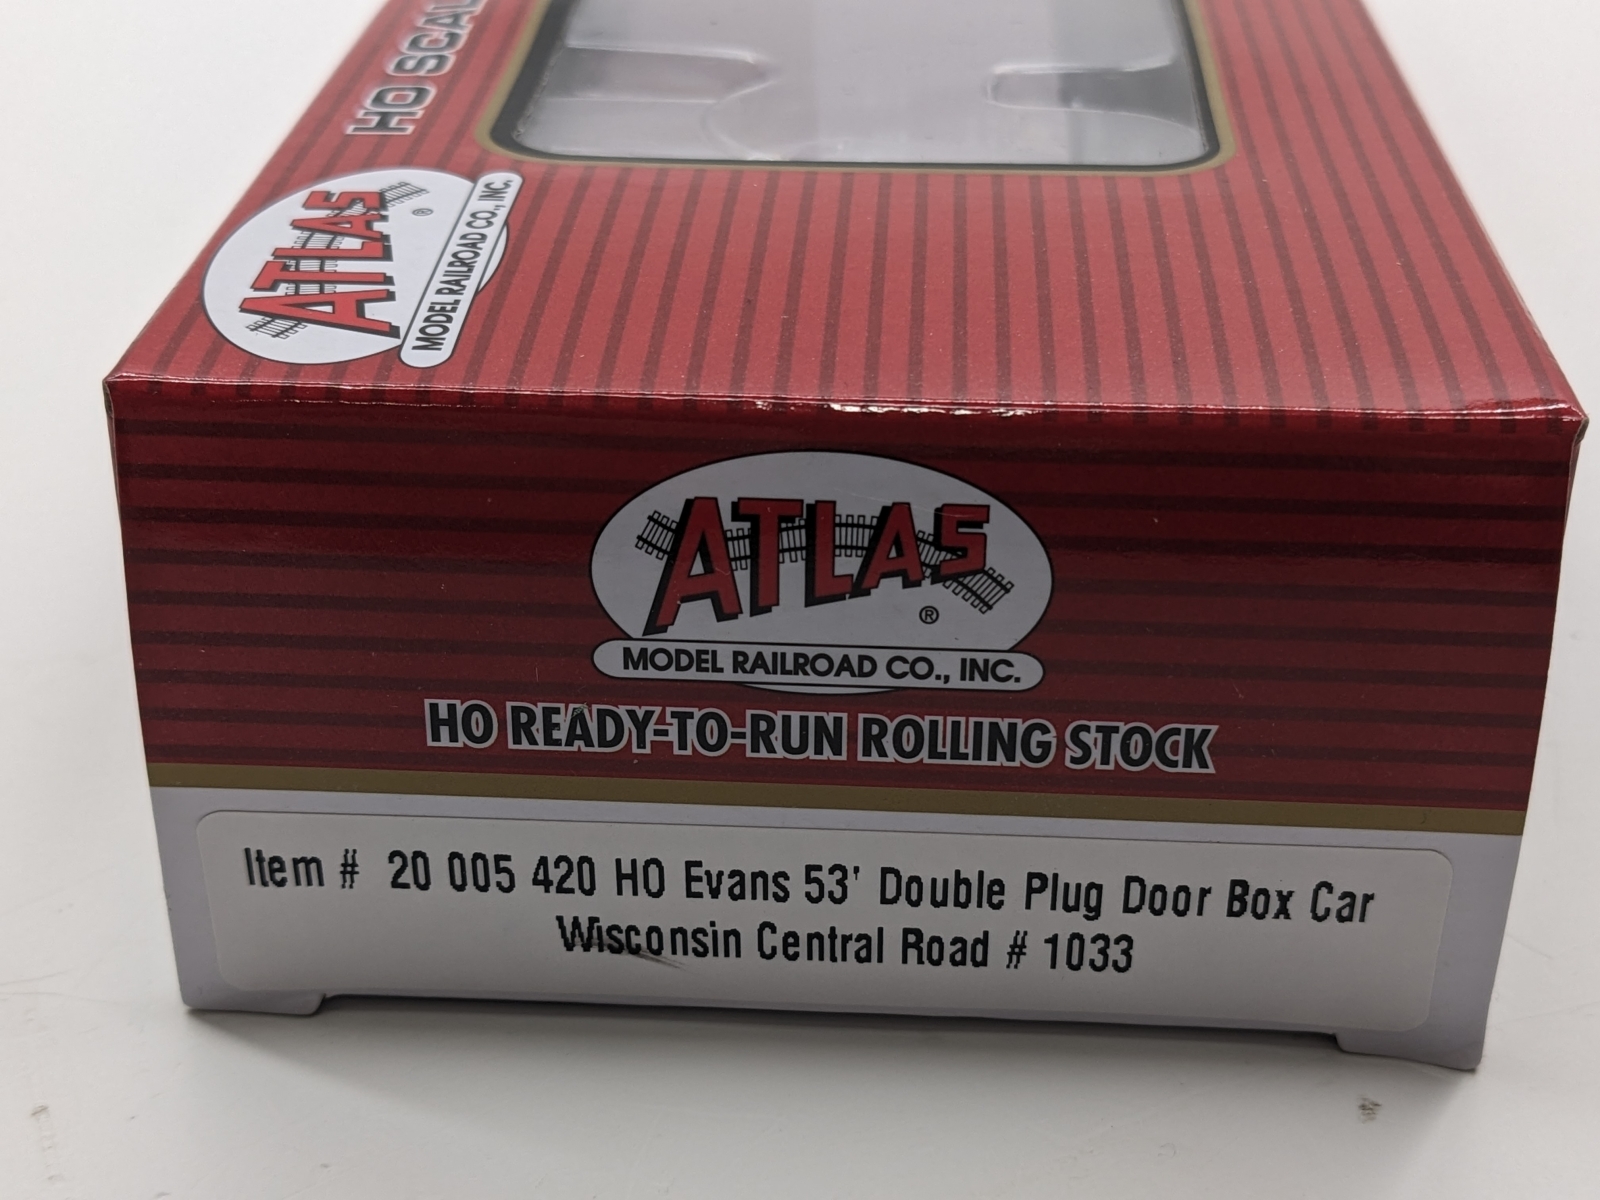 HO SCAL
ATLAS
®
MODEL RAILROAD CO., INC.
ATLAS
®
MODEL RAILROAD CO., INC.
HO READY-TO-RUN ROLLING STOCK
Item # 20 005 420 HO Evans 53' Double Plug Door Box Car
Wisconsin Central Road # 1033